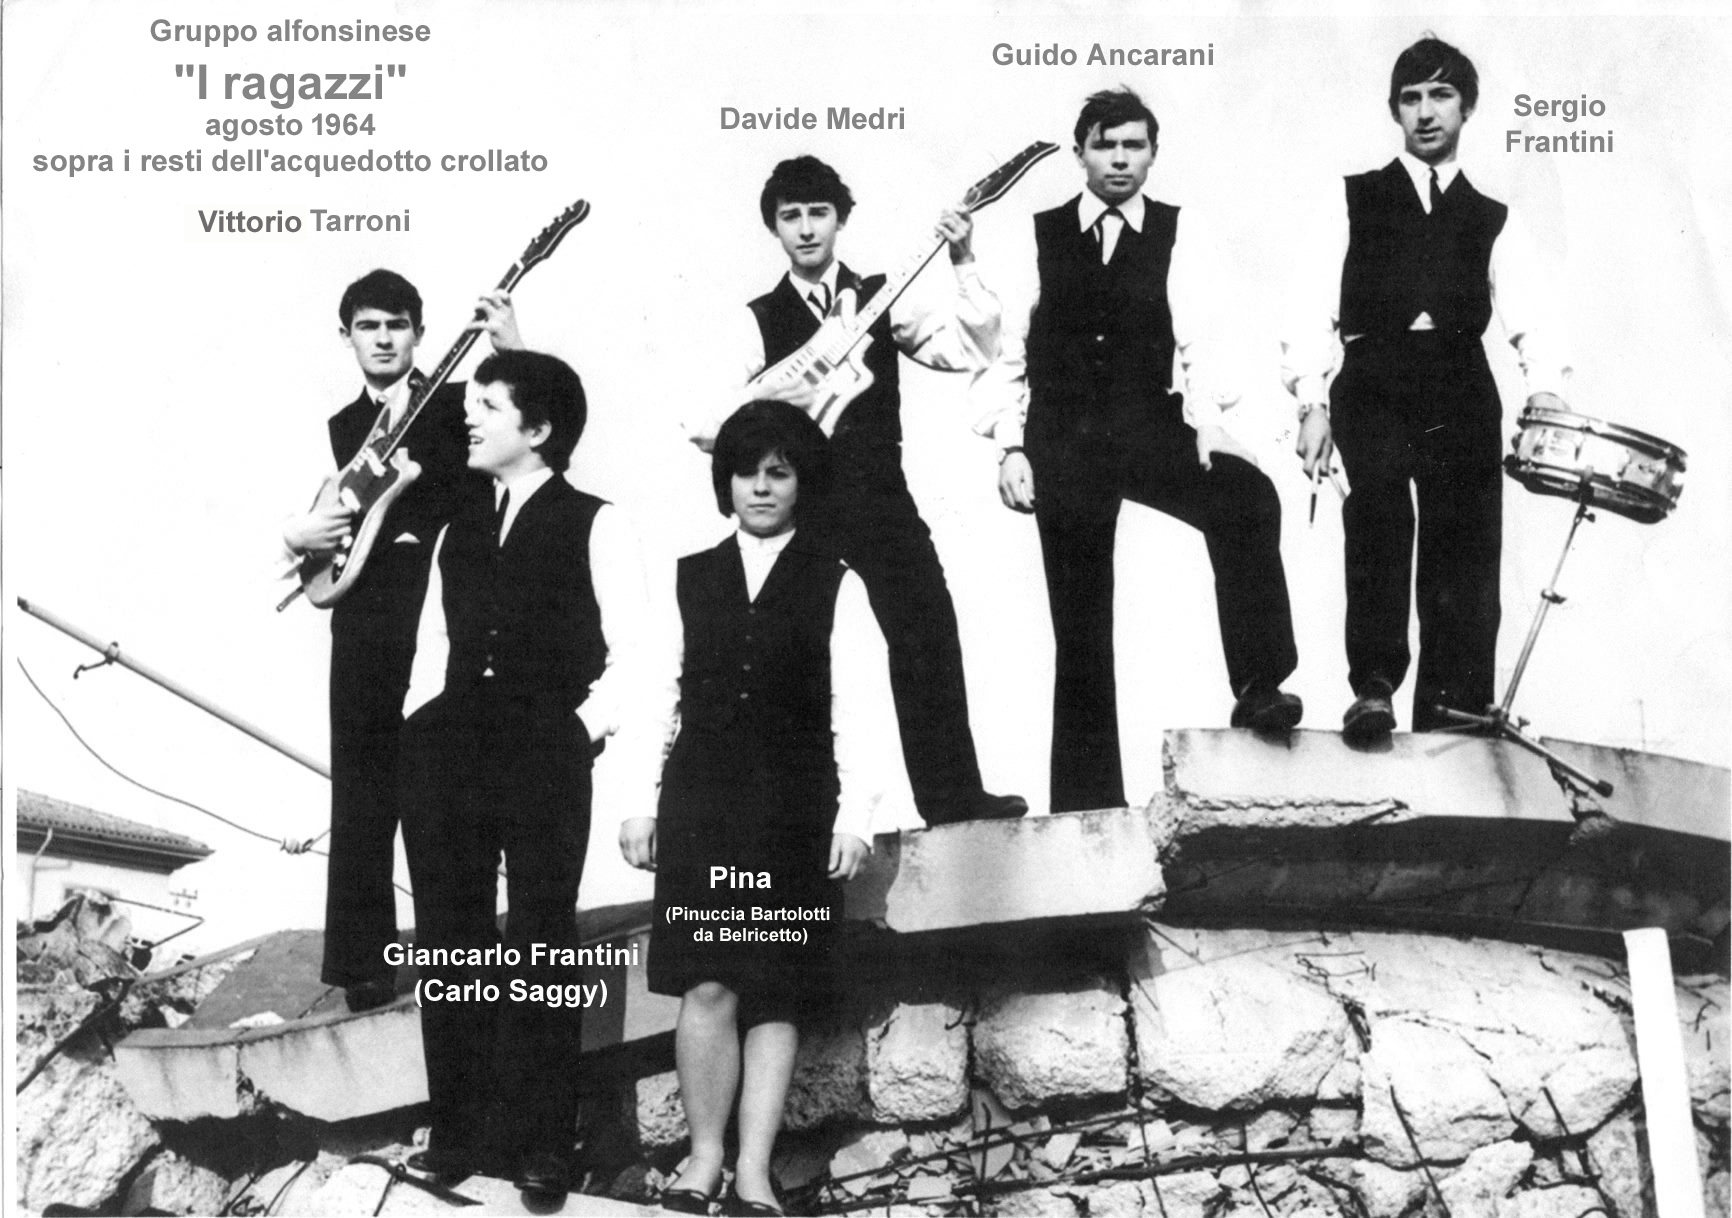 Gruppo alfonsinese
"I ragazzi"
agosto 1964
sopra i resti dell'acquedotto crollato
Vittorio Tarroni
Davide Medri
Guido Ancarani
Sergio
Frantini
Pina
(Pinuccia Bartolotti
da Belricetto)
Giancarlo Frantini
(Carlo Saggy)